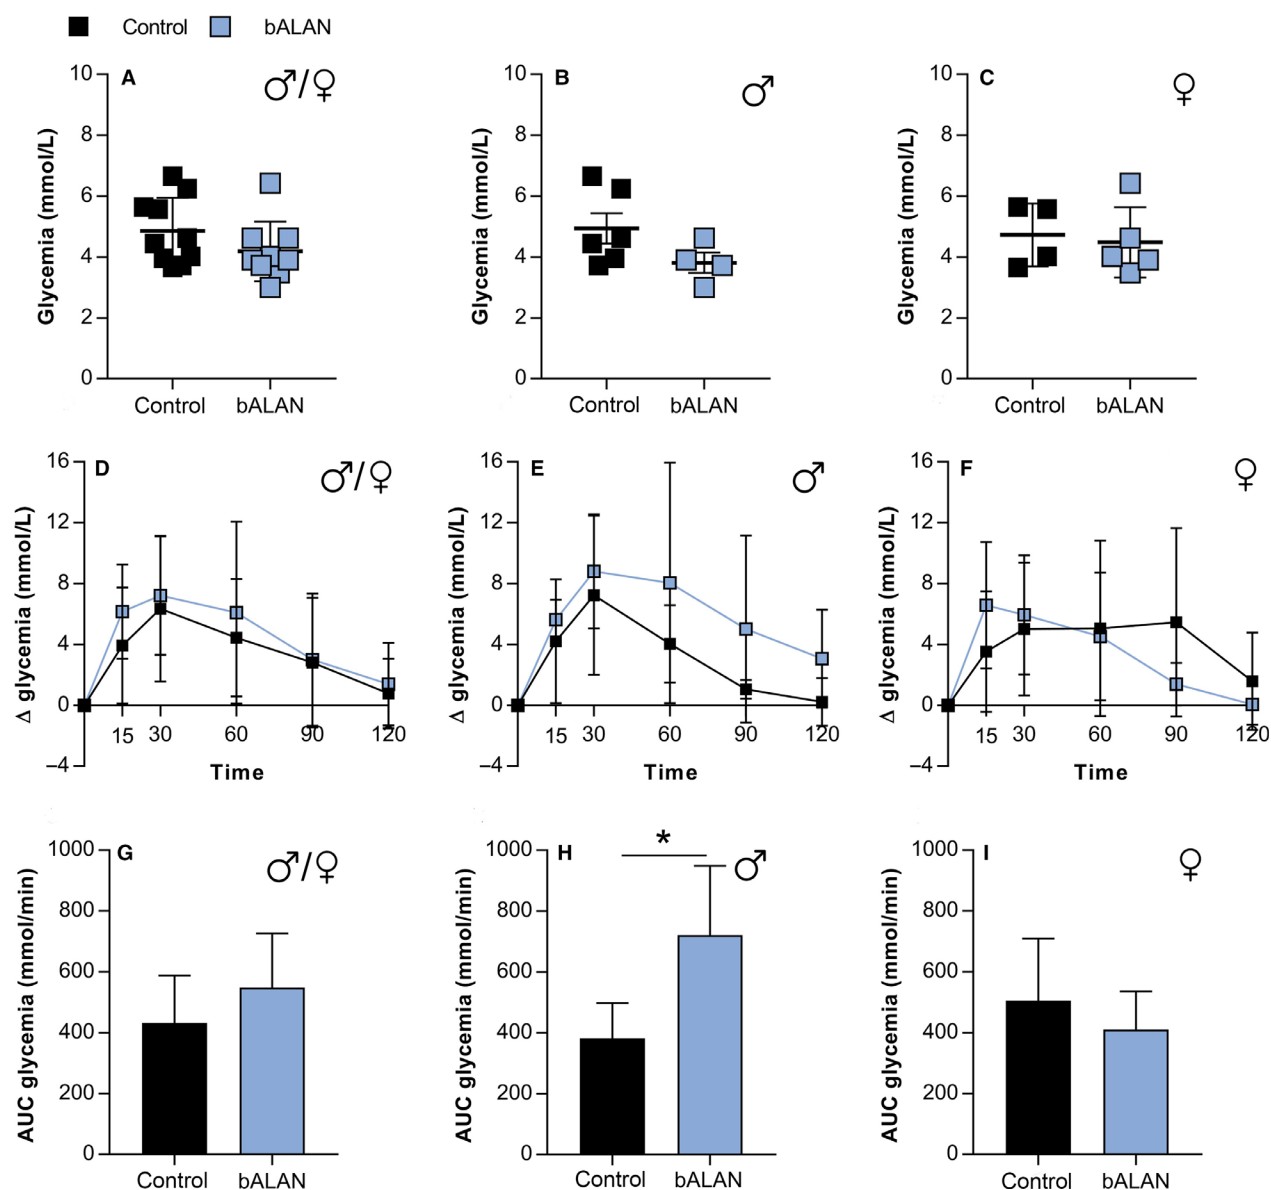 Control bALAN
A ♂/♀
Glycemia (mmol/L)
10
8
6
4
2
0
Control bALAN
B ♂
Glycemia (mmol/L)
10
8
6
4
2
0
Control bALAN
C ♀
Glycemia (mmol/L)
10
8
6
4
2
0
Control bALAN
D ♂/♀
Δ glycemia (mmol/L)
16
12
8
4
0
−4
15 30 60 90 120
Time
E ♂
Δ glycemia (mmol/L)
16
12
8
4
0
−4
15 30 60 90 120
Time
F ♀
Δ glycemia (mmol/L)
16
12
8
4
0
−4
15 30 60 90 120
Time
G ♂/♀
AUC glycemia (mmol/min)
1000
800
600
400
200
0
Control bALAN
H * ♂
AUC glycemia (mmol/min)
1000
800
600
400
200
0
Control bALAN
I ♀
AUC glycemia (mmol/min)
1000
800
600
400
200
0
Control bALAN